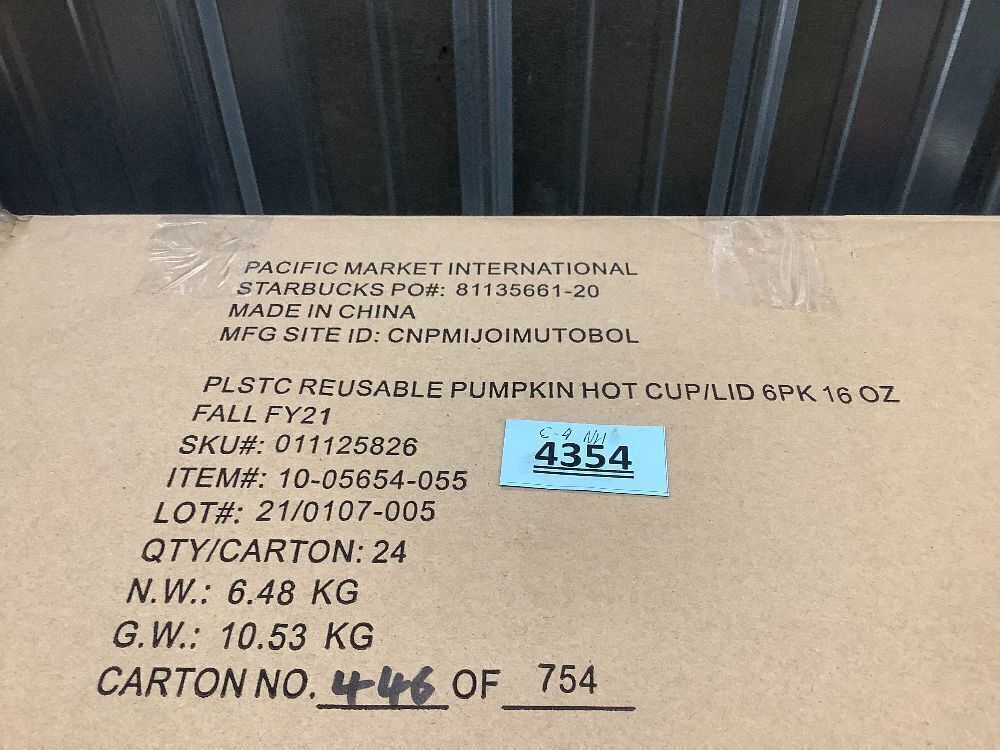 PACIFIC MARKET INTERNATIONAL
STARBUCKS PO#: 81135661-20
MADE IN CHINA
MFG SITE ID: CNPMIJOIMUTOBOL
PLSTC REUSABLE PUMPKIN HOT CUP/LID 6PK 16 OZ
FALL FY21
SKU#: 011125826
ITEM#: 10-05654-055
LOT#: 21/0107-005
QTY/CARTON: 24
N.W.: 6.48 KG
G.W.: 10.53 KG
CARTON NO. 446 OF 754
4354